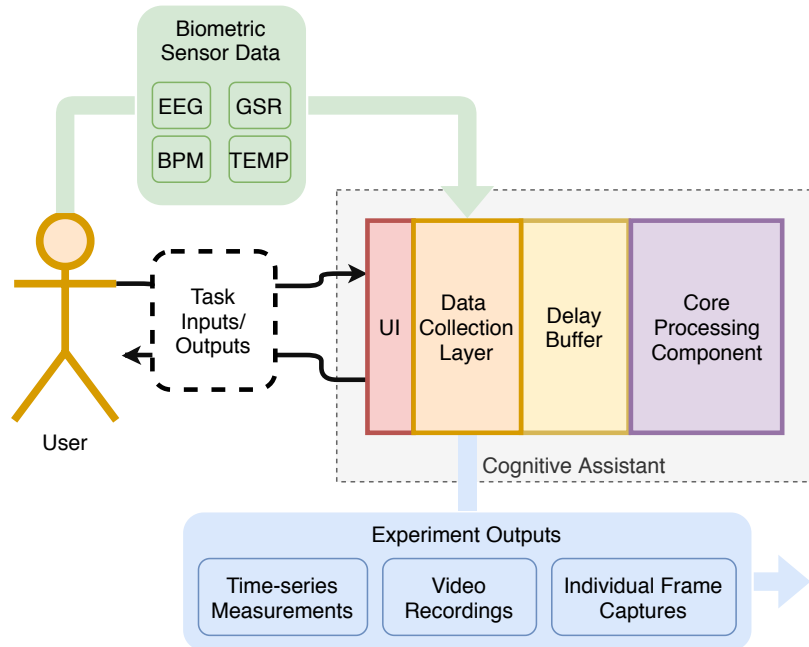 Biometric
Sensor Data
EEG
GSR
BPM
TEMP
Task
Inputs/
Outputs
User
UI
Data
Collection
Layer
Delay
Buffer
Core
Processing
Component
Cognitive Assistant
Experiment Outputs
Time-series
Measurements
Video
Recordings
Individual Frame
Captures